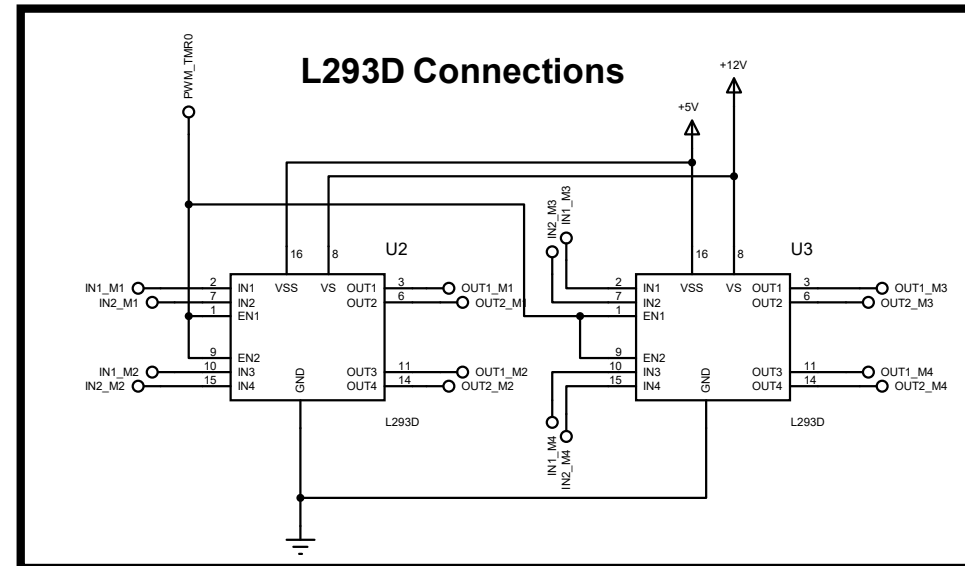 PWM_TMR0
L293D Connections
+12V
+5V
IN2_M3
IN1_M3
U2
U3
16
8
16
8
IN1_M1
2
IN1
VSS
VS
OUT1
3
OUT1_M1
IN2_M1
7
IN2
OUT2
6
OUT2_M1
1
EN1
9
EN2
IN1_M2
10
IN3
GND
OUT3
11
OUT1_M2
IN2_M2
15
IN4
OUT4
14
OUT2_M2
L293D
2
IN1
VSS
VS
OUT1
3
OUT1_M3
7
IN2
OUT2
6
OUT2_M3
1
EN1
9
EN2
10
IN3
GND
OUT3
11
OUT1_M4
15
IN4
OUT4
14
OUT2_M4
L293D
IN1_M4
IN2_M4